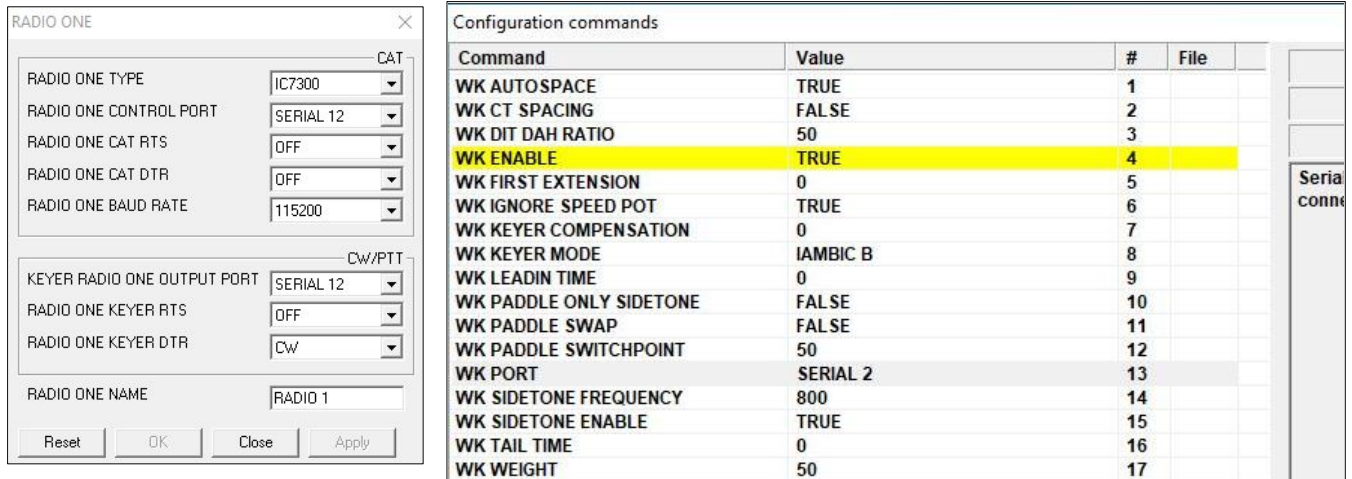 RADIO ONE
CAT
RADIO ONE TYPE IC7300
RADIO ONE CONTROL PORT SERIAL 12
RADIO ONE CAT RTS OFF
RADIO ONE CAT DTR OFF
RADIO ONE BAUD RATE 115200
CW/PTT
KEYER RADIO ONE OUTPUT PORT SERIAL 12
RADIO ONE KEYER RTS OFF
RADIO ONE KEYER DTR CW
RADIO ONE NAME RADIO 1
Reset OK Close Apply
Configuration commands
Command Value # File
WK AUTOSPACE TRUE 1
WK CT SPACING FALSE 2
WK DIT DAH RATIO 50 3
WK ENABLE TRUE 4
WK FIRST EXTENSION 0 5
WK IGNORE SPEED POT TRUE 6
WK KEYER COMPENSATION 0 7
WK KEYER MODE IAMBIC B 8
WK LEADIN TIME 0 9
WK PADDLE ONLY SIDETONE FALSE 10
WK PADDLE SWAP FALSE 11
WK PADDLE SWITCHPOINT 50 12
WK PORT SERIAL 2 13
WK SIDETONE FREQUENCY 800 14
WK SIDETONE ENABLE TRUE 15
WK TAIL TIME 0 16
WK WEIGHT 50 17